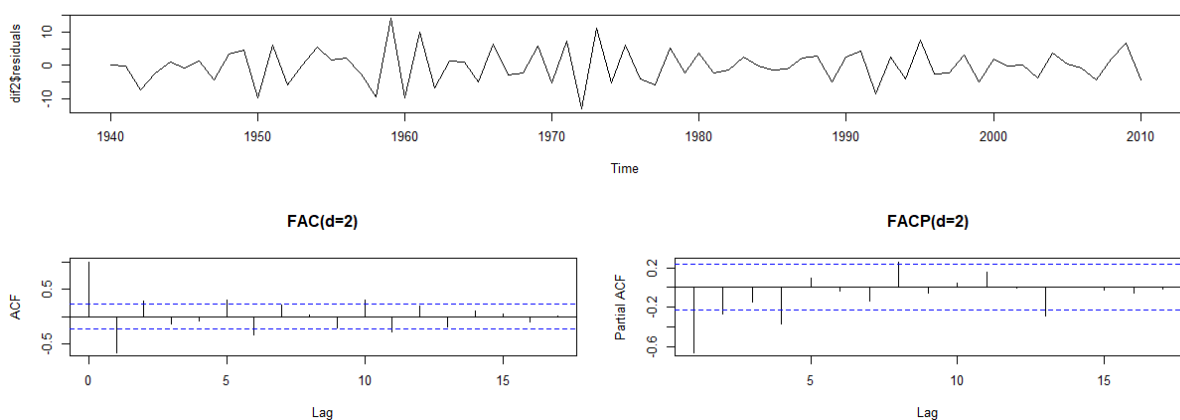 dif2$residuals
10
0
-10
1940 1950 1960 1970 1980 1990 2000 2010
Time
FAC(d=2)
ACF
0.5
-0.5
0 5 10 15
Lag
FACP(d=2)
Partial ACF
0.2
-0.2
-0.6
5 10 15
Lag